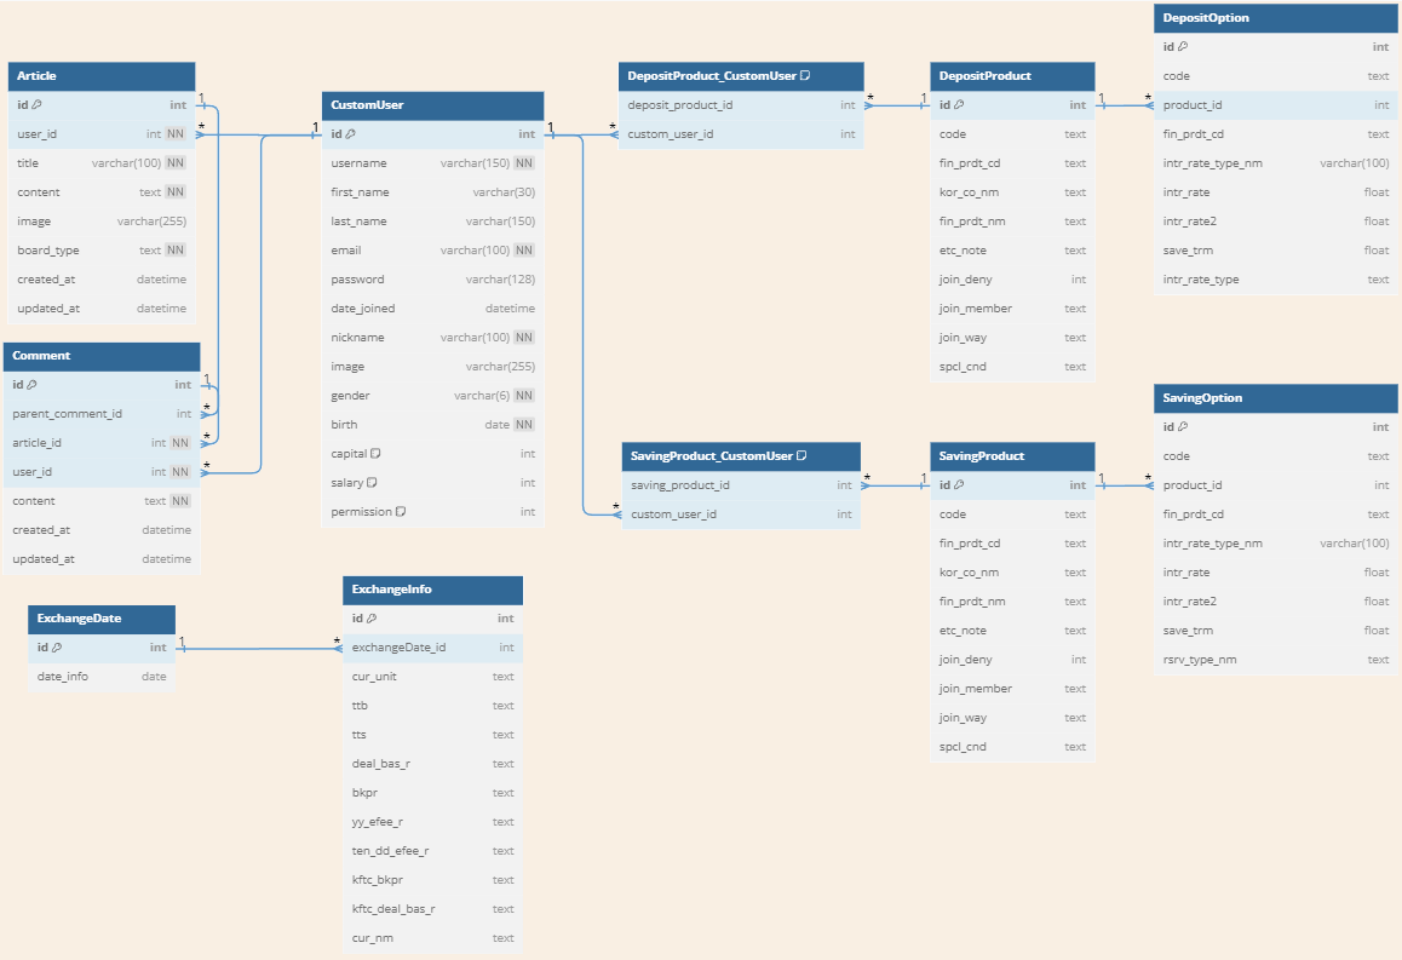 Article
id int
user_id int NN
title varchar(100) NN
content text NN
image varchar(255)
board_type text NN
created_at datetime
updated_at datetime
1
*
Comment
id int
parent_comment_id int
article_id int NN
user_id int NN
content text NN
created_at datetime
updated_at datetime
1
*
*
*
ExchangeDate
id int
date_info date
1
*
CustomUser
id int
username varchar(150) NN
first_name varchar(30)
last_name varchar(150)
email varchar(100) NN
password varchar(128)
date_joined datetime
nickname varchar(100) NN
image varchar(255)
gender varchar(6) NN
birth date NN
capital int
salary int
permission int
1
1
ExchangeInfo
id int
exchangeDate_id int
cur_unit text
ttb text
tts text
deal_bas_r text
bkpr text
yy_efee_r text
ten_dd_efee_r text
kftc_bkpr text
kftc_deal_bas_r text
cur_nm text
DepositProduct_CustomUser
deposit_product_id int
custom_user_id int
*
*
SavingProduct_CustomUser
saving_product_id int
custom_user_id int
*
*
DepositProduct
id int
code text
fin_prdt_cd text
kor_co_nm text
fin_prdt_nm text
etc_note text
join_deny int
join_member text
join_way text
spcl_cnd text
1
1
SavingProduct
id int
code text
fin_prdt_cd text
kor_co_nm text
fin_prdt_nm text
etc_note text
join_deny int
join_member text
join_way text
spcl_cnd text
1
1
DepositOption
id int
code text
product_id int
fin_prdt_cd text
intr_rate_type_nm varchar(100)
intr_rate float
intr_rate2 float
save_trm float
intr_rate_type text
*
SavingOption
id int
code text
product_id int
fin_prdt_cd text
intr_rate_type_nm varchar(100)
intr_rate float
intr_rate2 float
save_trm float
rsrv_type_nm text
*